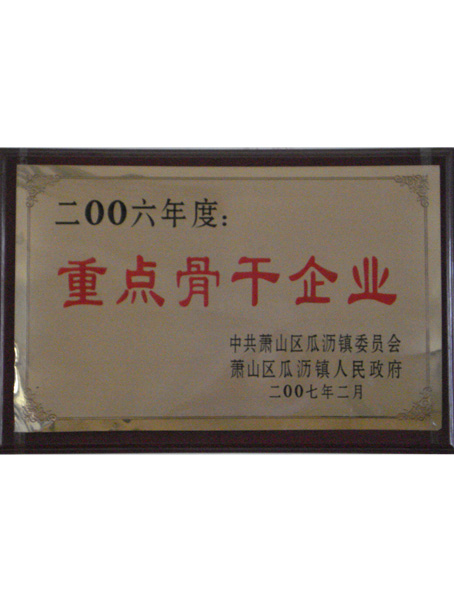 二00六年度：
重点骨干企业
中共萧山区瓜沥镇委员会
萧山区瓜沥镇人民政府
二00七年二月